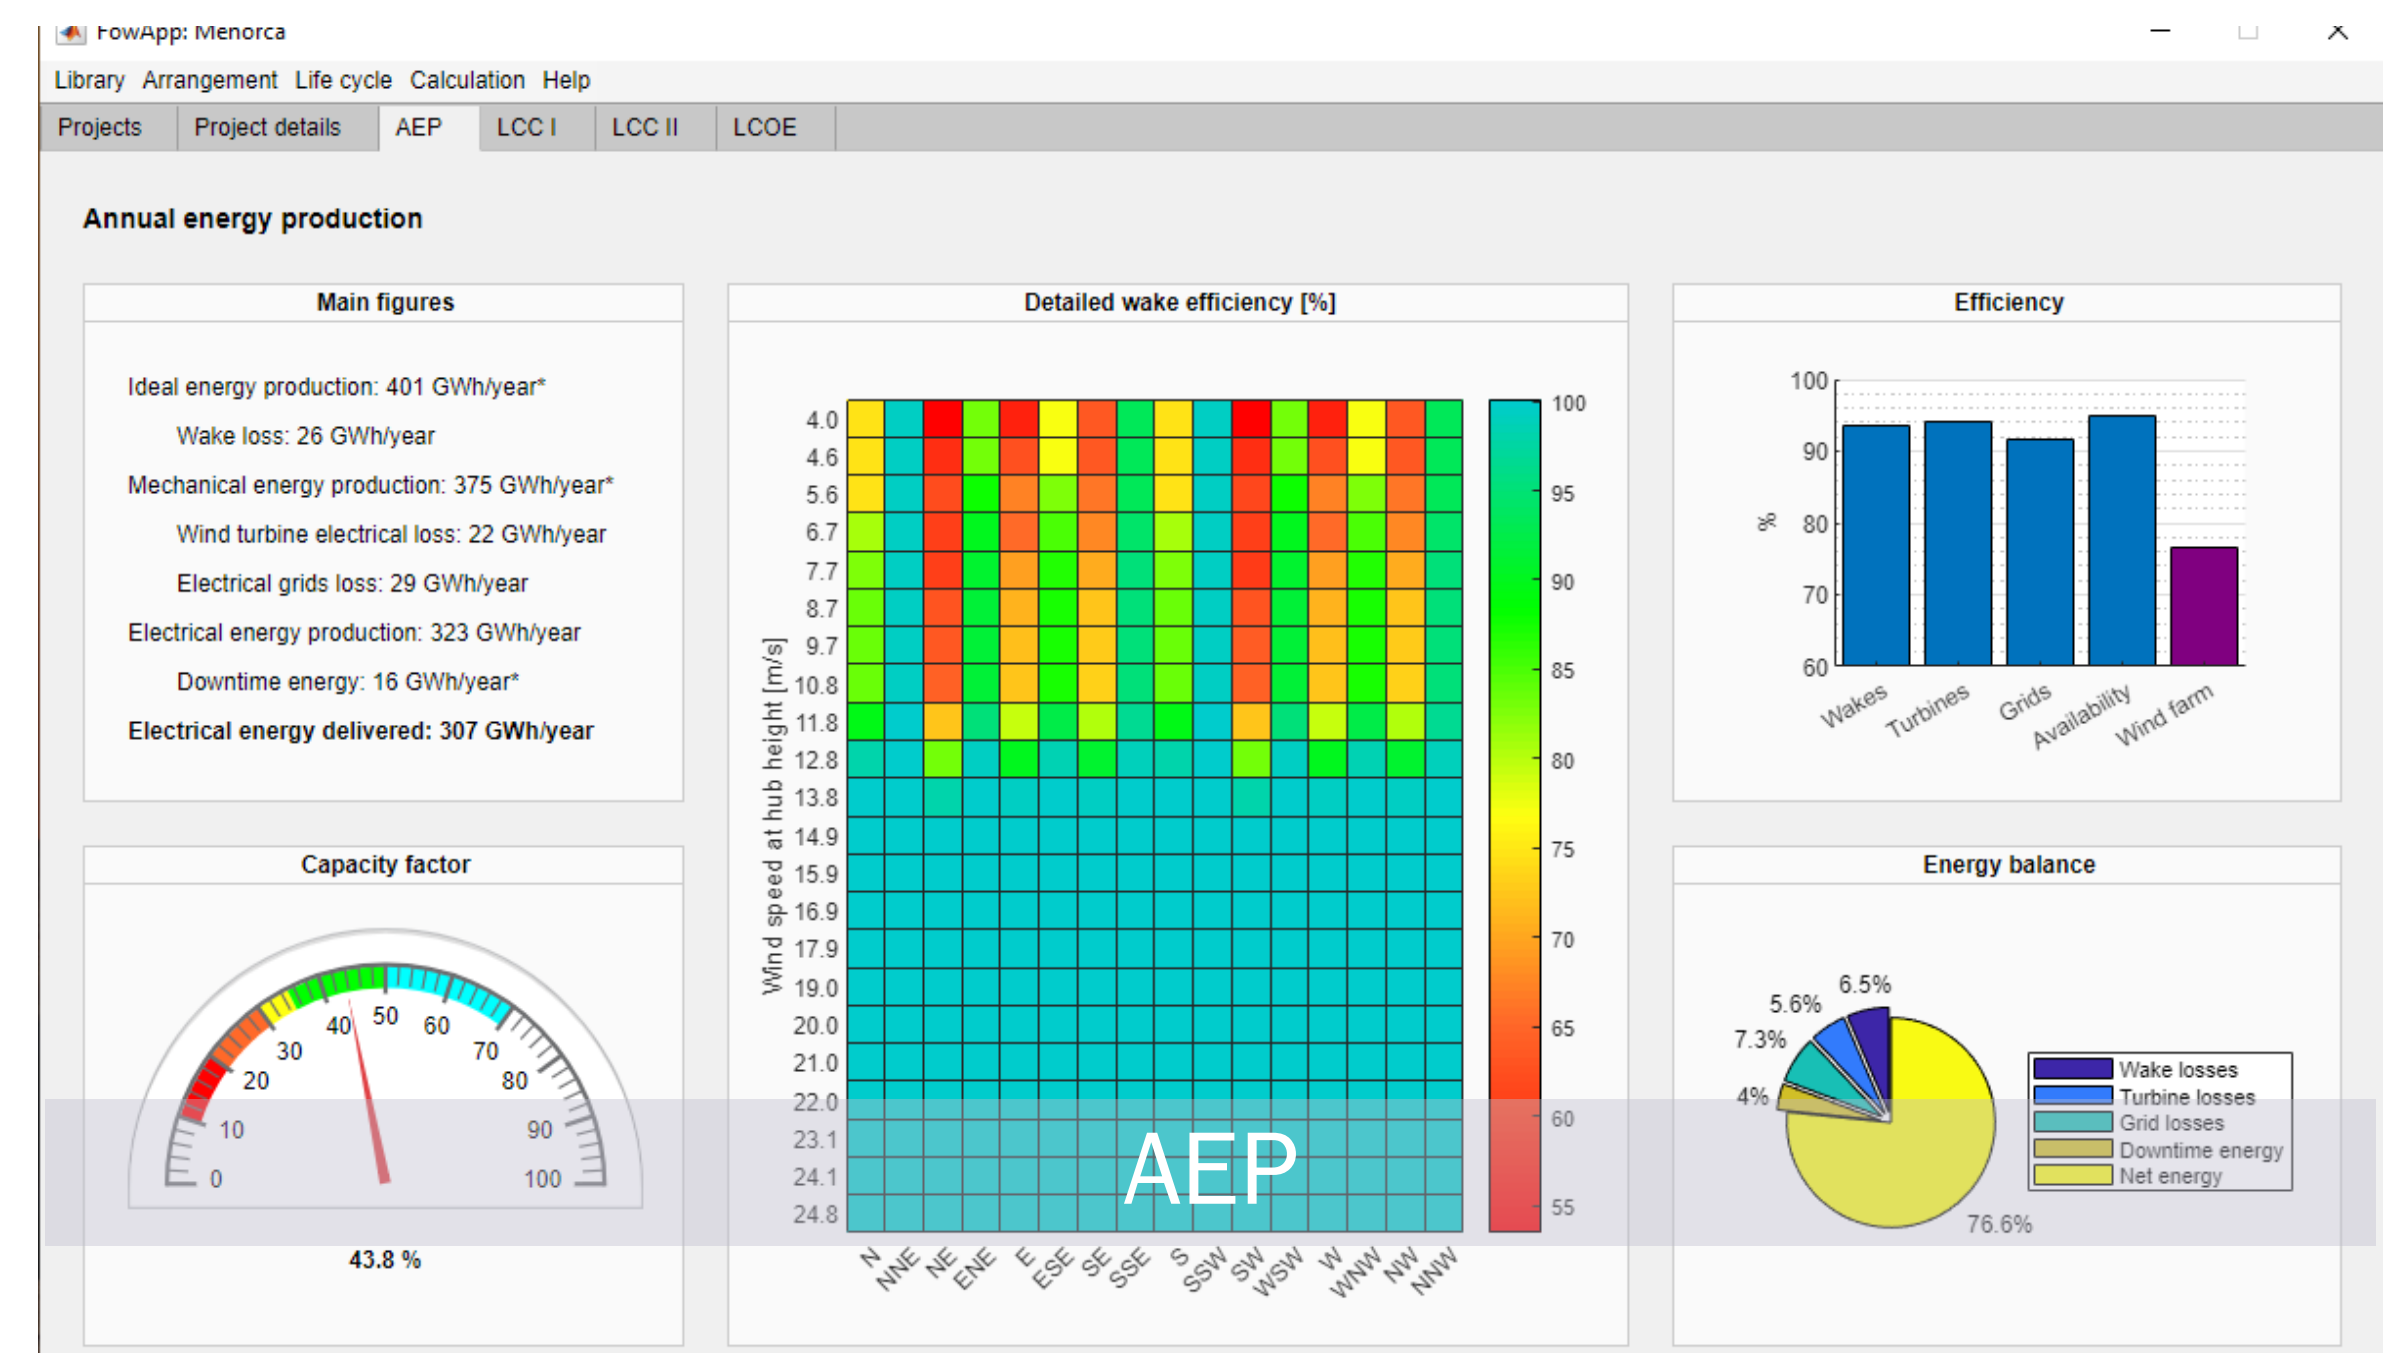 FowApp: Menorca
Library Arrangement Life cycle Calculation Help
Projects Project details AEP LCC I LCC II LCOE
Annual energy production
Main figures
Ideal energy production: 401 GWh/year*
Wake loss: 26 GWh/year
Mechanical energy production: 375 GWh/year*
Wind turbine electrical loss: 22 GWh/year
Electrical grids loss: 29 GWh/year
Electrical energy production: 323 GWh/year
Downtime energy: 16 GWh/year*
Electrical energy delivered: 307 GWh/year
Capacity factor
0
10
20
30
40
50
60
70
80
90
100
43.8 %
Detailed wake efficiency [%]
Wind speed at hub height [m/s]
4.0
4.6
5.6
6.7
7.7
8.7
9.7
10.8
11.8
12.8
13.8
14.9
15.9
16.9
17.9
19.0
20.0
21.0
22.0
23.1
24.1
24.8
N NNE NE ENE E ESE SE SSE S SSW SW WSW W WNW NW NNW
100
95
90
85
80
75
70
65
60
55
AEP
Efficiency
%
100
90
80
70
60
Wakes Turbines Grids Availability Wind farm
Energy balance
6.5%
5.6%
7.3%
4%
76.6%
Wake losses
Turbine losses
Grid losses
Downtime energy
Net energy